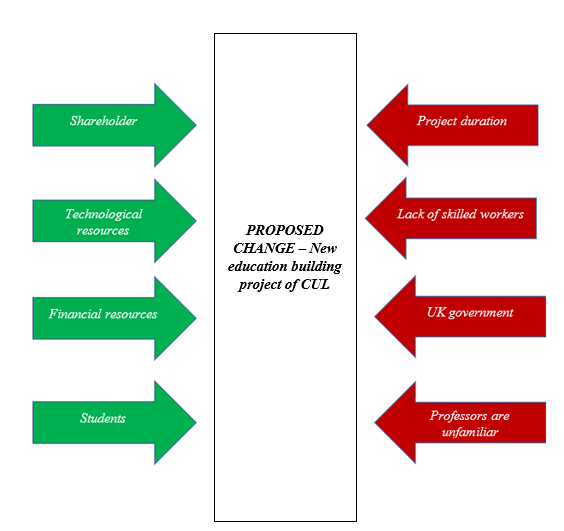 Shareholder
Technological
resources
Financial resources
Students
PROPOSED
CHANGE – New
education building
project of CUL
Project duration
Lack of skilled workers
UK government
Professors are
unfamiliar